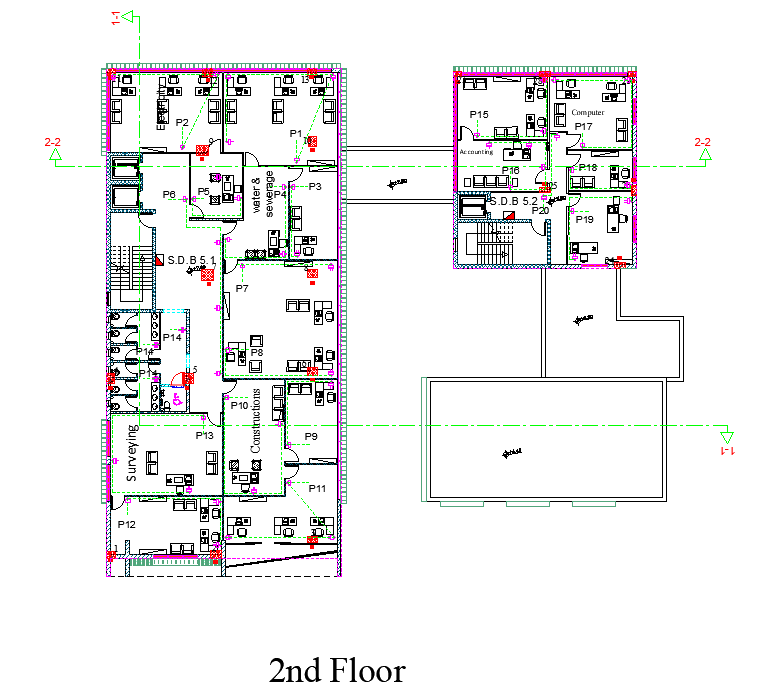 1-1
2-2
2-2
Electricity
P2
P1
P15
Computer
P17
Accounting
P16
P18
P6
P5
water &
sewerage
P4
P3
S.D.B 5.2
P20
P19
S.D.B 5.1
P7
P14
P14
P8
P10
Constructions
P13
Surveying
P9
1-1
P11
P12
2nd Floor